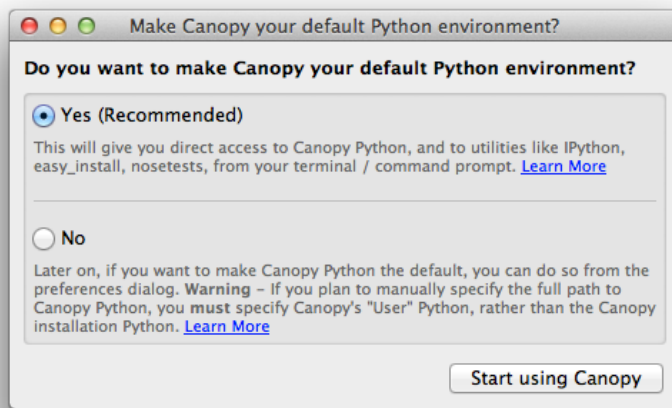 Make Canopy your default Python environment?
Do you want to make Canopy your default Python environment?
Yes (Recommended)
This will give you direct access to Canopy Python, and to utilities like IPython,
easy_install, nosetests, from your terminal / command prompt. Learn More
No
Later on, if you want to make Canopy Python the default, you can do so from the
preferences dialog. Warning – If you plan to manually specify the full path to
Canopy Python, you must specify Canopy's "User" Python, rather than the Canopy
installation Python. Learn More
Start using Canopy